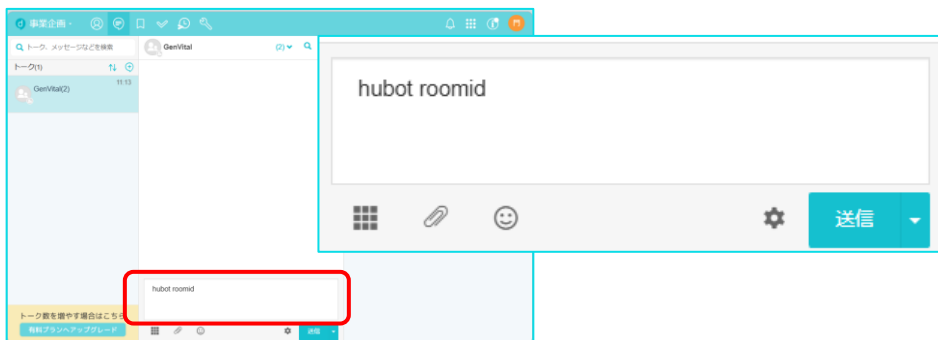 事業企画
トーク、メッセージなどを検索
GenVital
(2)
トーク(1)
11:13
GenVital(2)
hubot roomid
送信
hubot roomid
トーク数を増やす場合はこちら
有料プランへアップグレード
送信